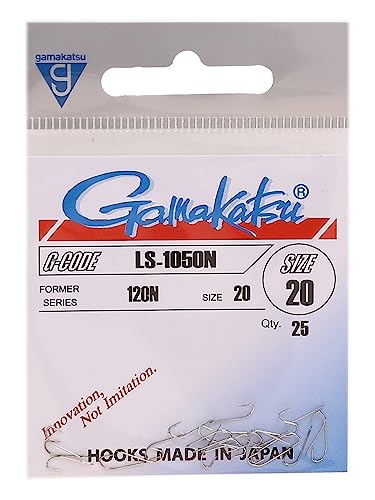 gamakatsu
Gamakatsu®
G-CODE LS-1050N SIZE
FORMER SERIES 120N SIZE 20 20
Qty. 25
Innovation,
Not Imitation.
HOOKS MADE IN JAPAN